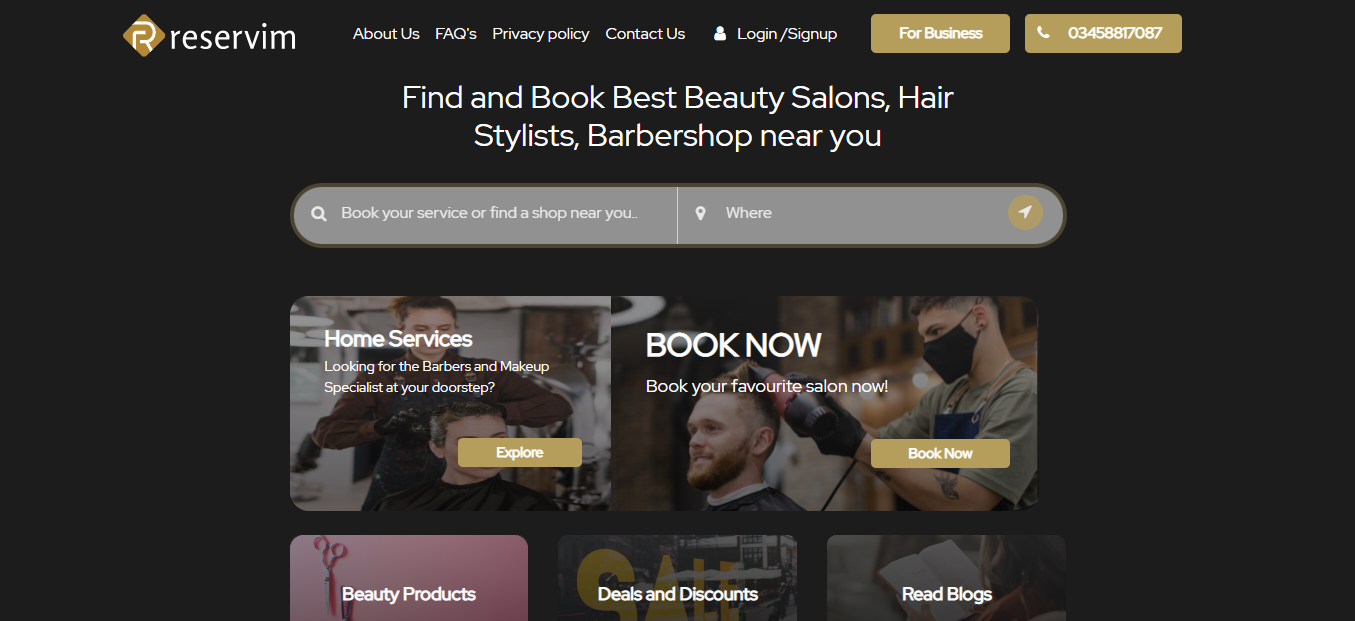 reservim
About Us FAQ's Privacy policy Contact Us Login /Signup For Business 03458817087
Find and Book Best Beauty Salons, Hair
Stylists, Barbershop near you
Book your service or find a shop near you.. Where
Home Services
Looking for the Barbers and Makeup
Specialist at your doorstep?
Explore
BOOK NOW
Book your favourite salon now!
Book Now
SALE
Beauty Products Deals and Discounts Read Blogs